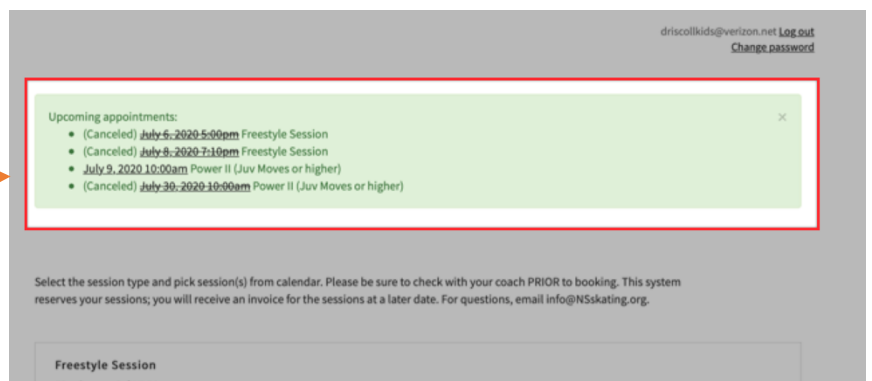 driscollkids@verizon.net Log out
Change password
Upcoming appointments:
×
• (Canceled) July 6, 2020 5:00pm Freestyle Session
• (Canceled) July 8, 2020 7:10pm Freestyle Session
• July 9, 2020 10:00am Power II (Juv Moves or higher)
• (Canceled) July 30, 2020 10:00am Power II (Juv Moves or higher)
Select the session type and pick session(s) from calendar. Please be sure to check with your coach PRIOR to booking. This system
reserves your sessions; you will receive an invoice for the sessions at a later date. For questions, email info@NSskating.org.
Freestyle Session